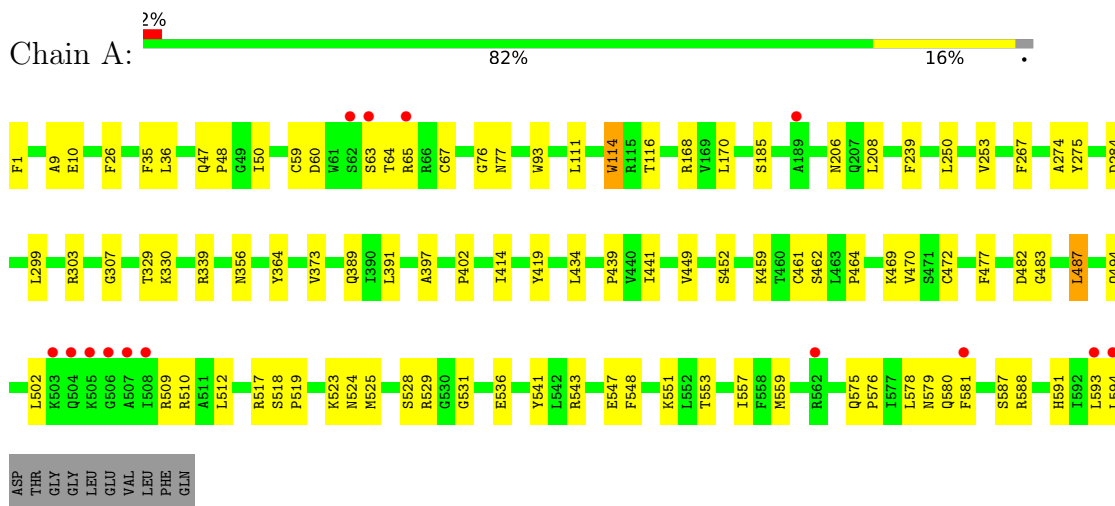 2%
Chain A:
82% 16%
F1 A9 E10 F26 F35 L36 Q47 P48 G49 I50 C59 D60 W61 S62 S63 T64 R65 R66 C67 G76 N77 W93 L111 W114 R115 T116 R168 V169 L170 S185 A189 N206 Q207 L208 F239 L250 V253 F267 A274 Y275
L299 R303 G307 T329 K330 R339 N356 Y364 V373 Q389 I390 L391 A397 P402 I414 Y419 L434 P439 V440 I441 V449 S452 K459 T460 C461 S462 L463 P464 K469 V470 S471 C472 F477 D482 G483 L487
L502 K503 Q504 K505 G506 A507 I508 R509 R510 A511 L512 R517 S518 P519 K523 N524 M525 S528 R529 G530 G531 E536 Y541 L542 R543 E547 F548 K551 L552 T553 I557 F558 M559 R562 Q575 P576 I577 L578 N579 Q580 F581 S587 R588 H591 I592 L593
ASP THR GLY GLY LEU GLU VAL LEU PHE GLN